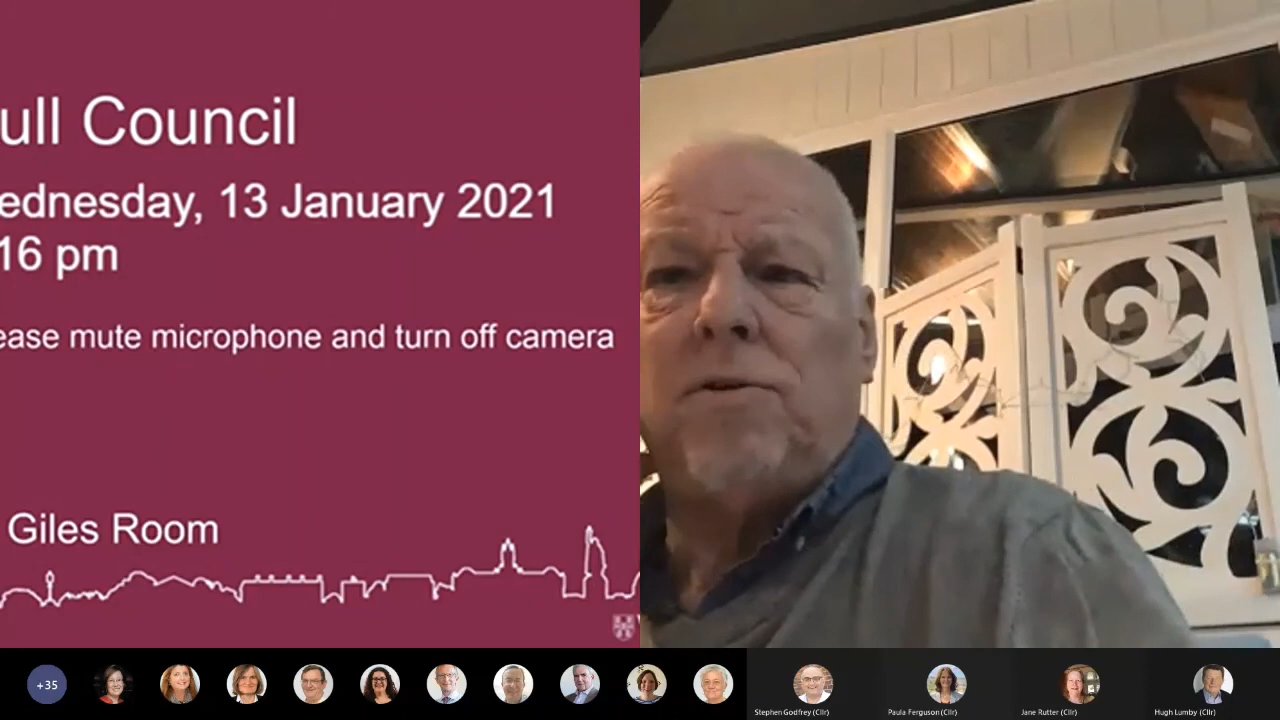 ull Council
ednesday, 13 January 2021
16 pm
ease mute microphone and turn off camera
Giles Room
+35
Stephen Godfrey (Cllr)
Paula Ferguson (Cllr)
Jane Rutter (Cllr)
Hugh Lumby (Cllr)